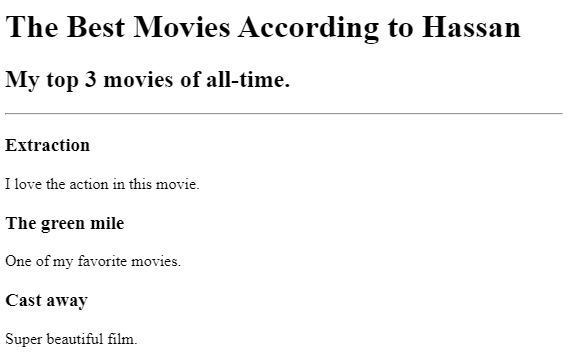 The Best Movies According to Hassan
My top 3 movies of all-time.
Extraction
I love the action in this movie.
The green mile
One of my favorite movies.
Cast away
Super beautiful film.